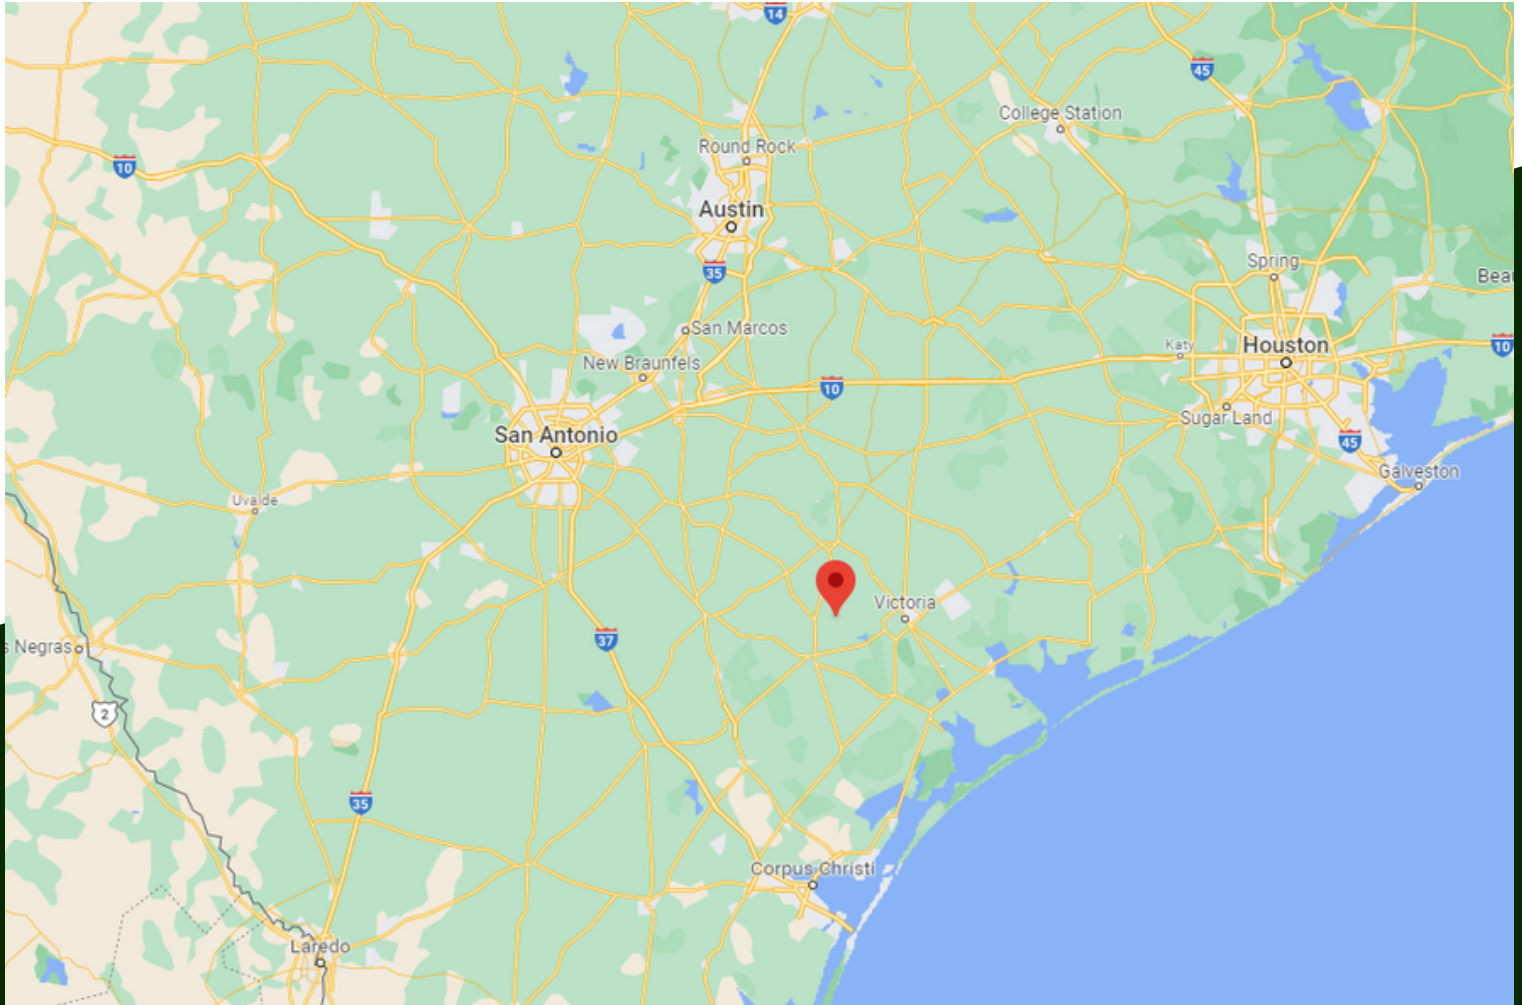 14
45
College Station
Round Rock
10
Austin
Spring
35
Bea
San Marcos
Houston
10
Katy
New Braunfels
10
Sugar Land
San Antonio
45
Galveston
Uvalde
Victoria
37
s Negras
2
35
Corpus Christi
Laredo